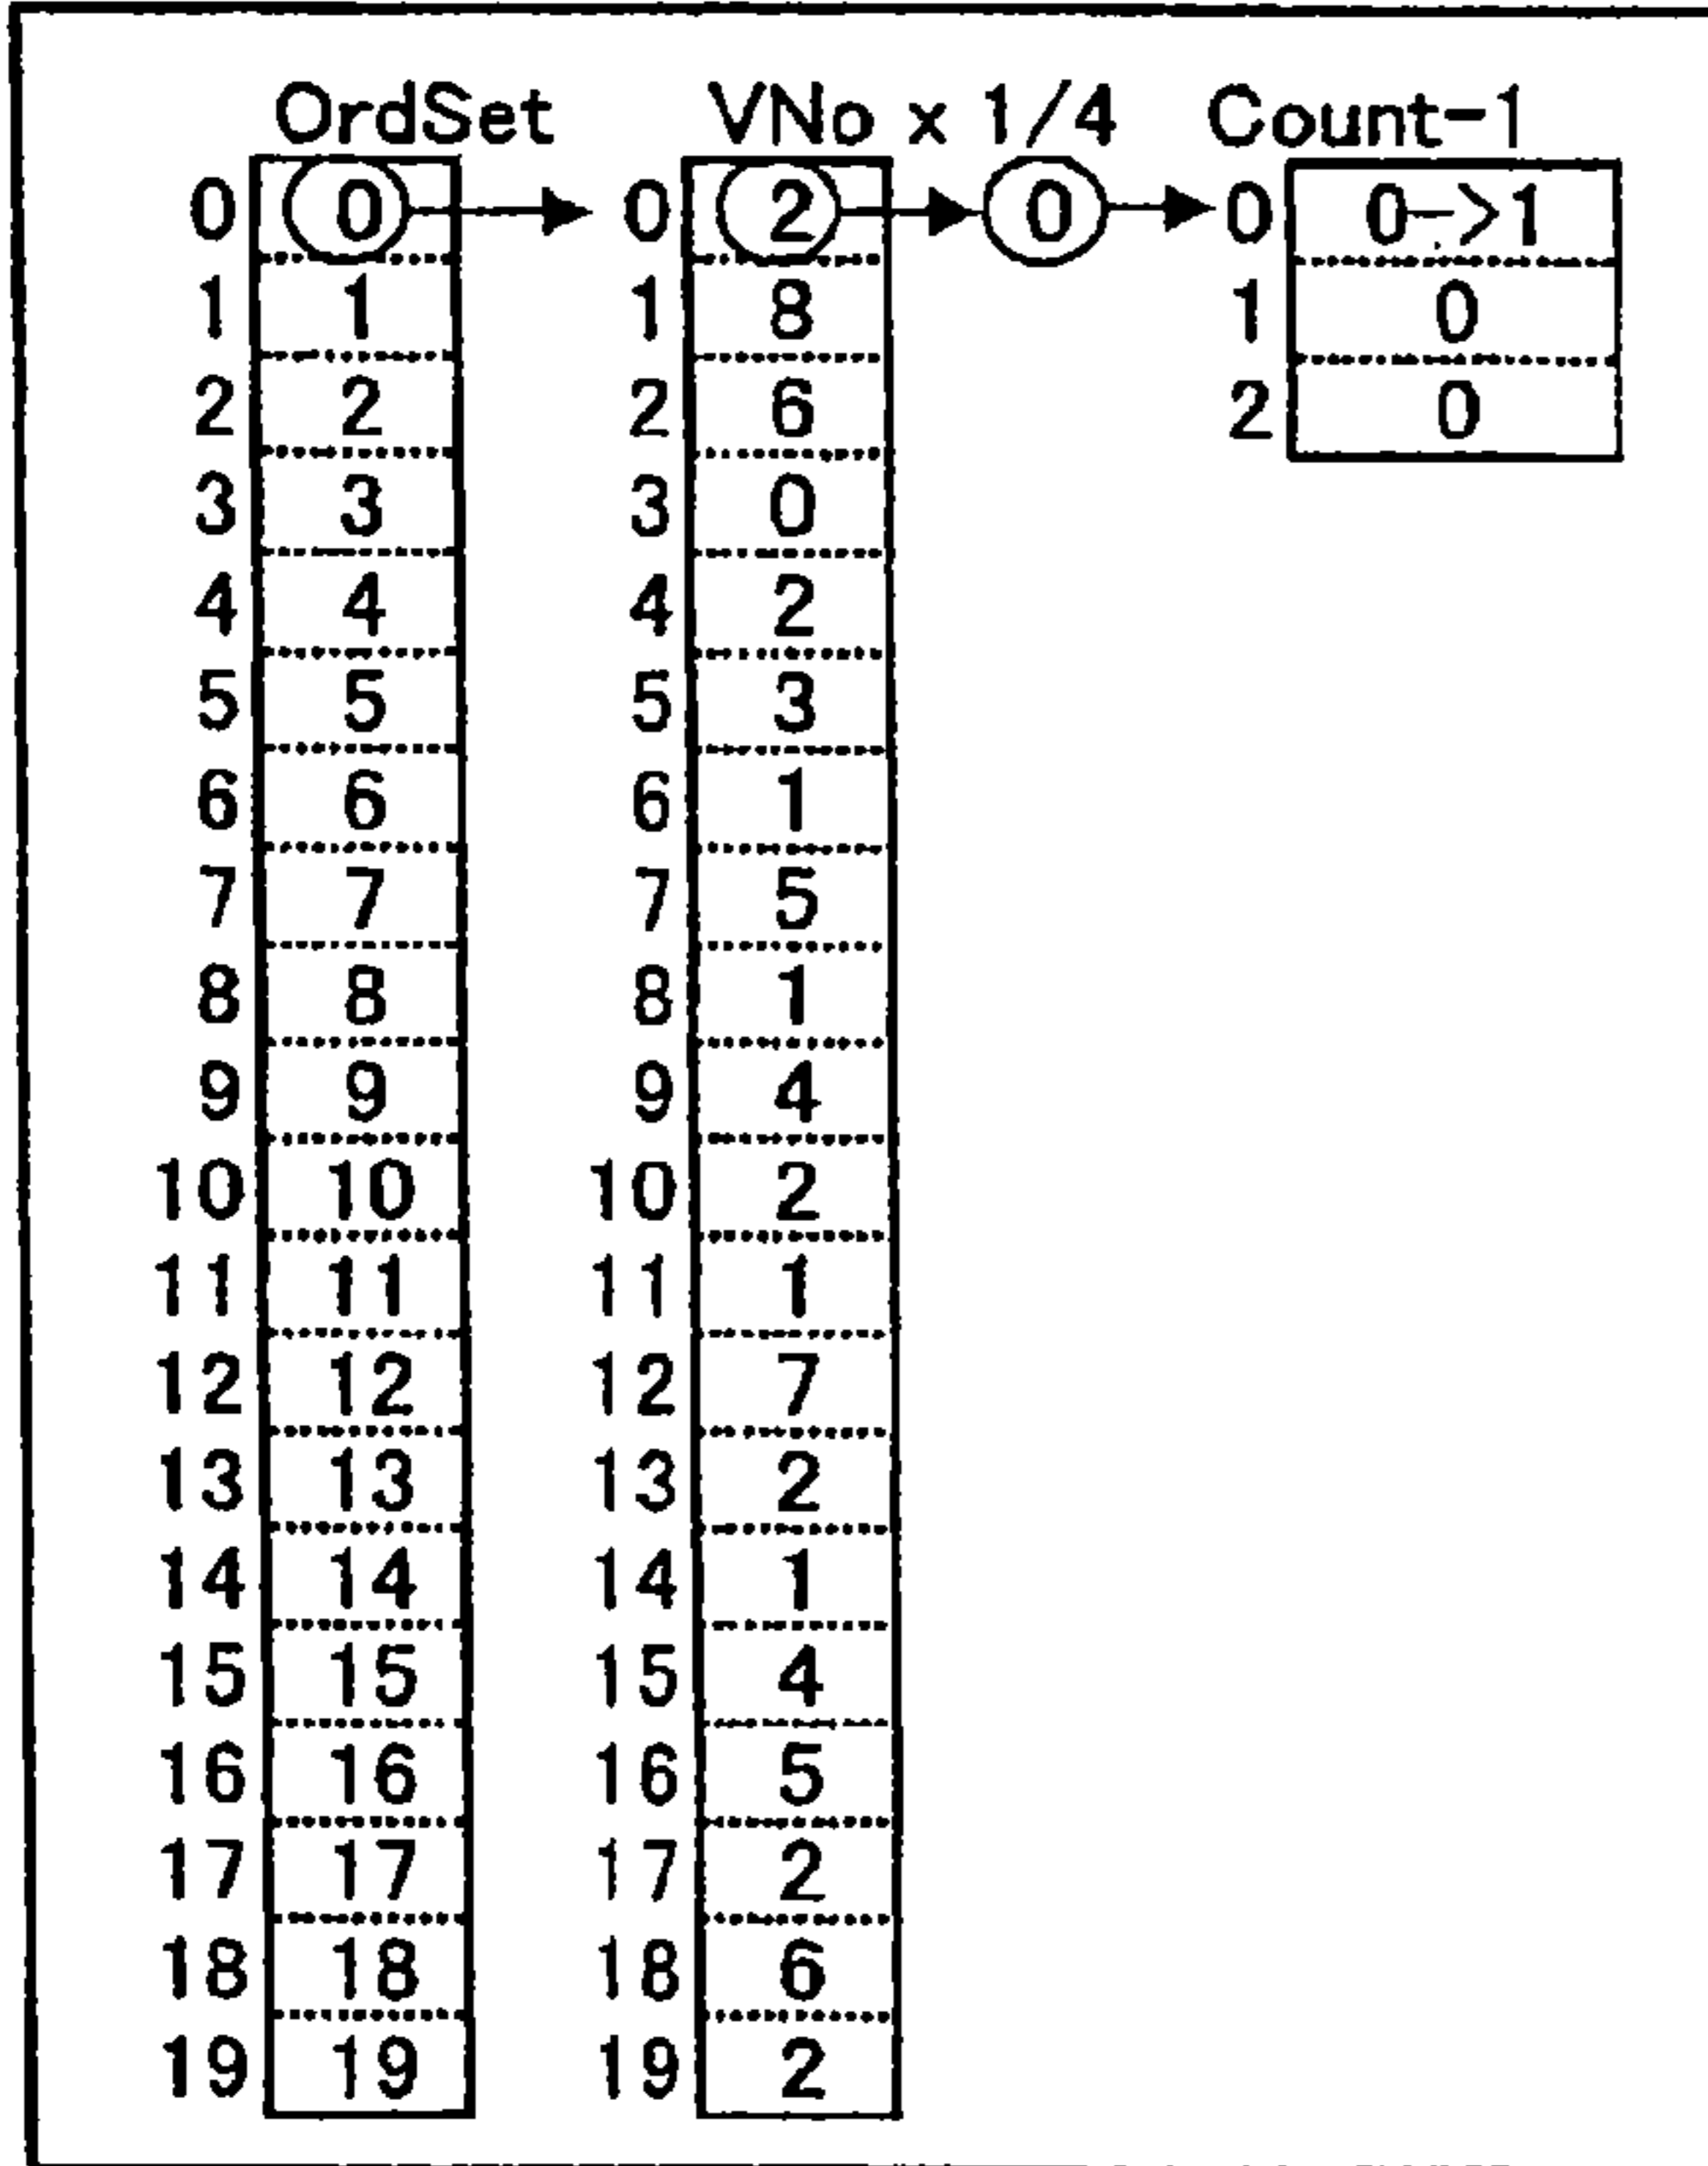 OrdSet VNo x 1/4 Count-1
0 0 0 2 0 0 0->1
1 1 1 8 1 0
2 2 2 6 2 0
3 3 3 0
4 4 4 2
5 5 5 3
6 6 6 1
7 7 7 5
8 8 8 1
9 9 9 4
10 10 10 2
11 11 11 1
12 12 12 7
13 13 13 2
14 14 14 1
15 15 15 4
16 16 16 5
17 17 17 2
18 18 18 6
19 19 19 2